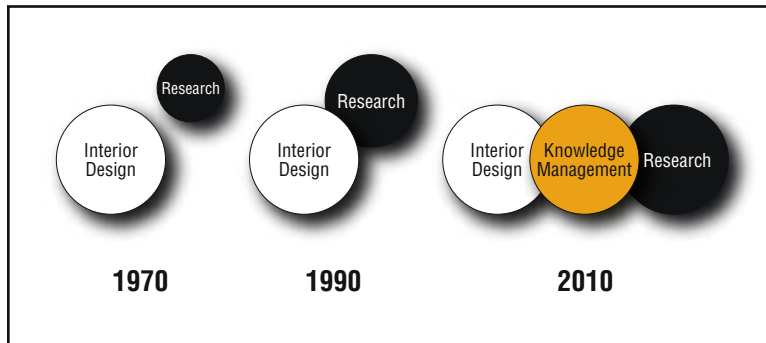 Research
Interior
Design
1970
Research
Interior
Design
1990
Interior
Design
Knowledge
Management
Research
2010